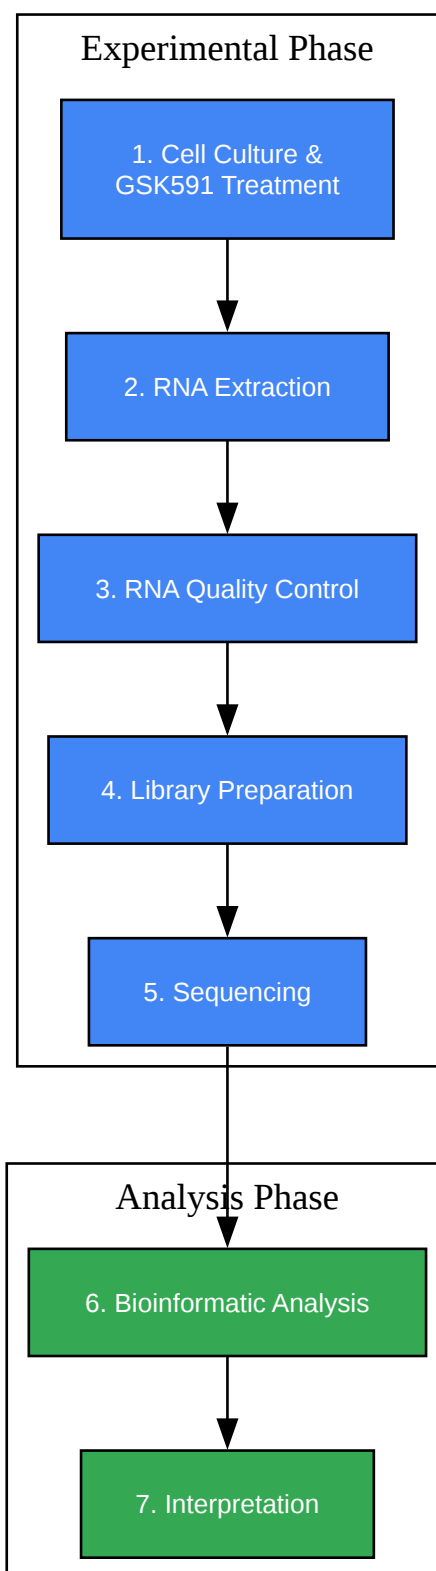 Experimental Phase
1. Cell Culture &
GSK591 Treatment
2. RNA Extraction
3. RNA Quality Control
4. Library Preparation
5. Sequencing
Analysis Phase
6. Bioinformatic Analysis
7. Interpretation